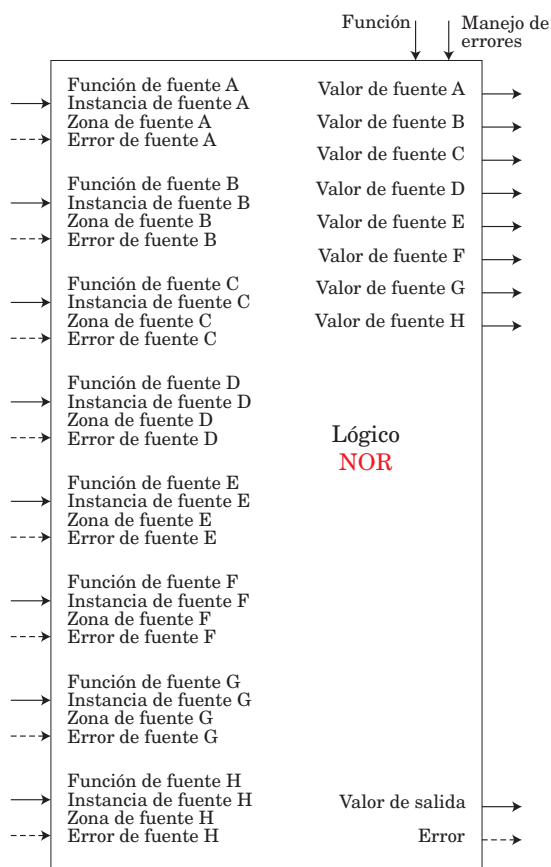 Función
Manejo de
errores
Función de fuente A
Instancia de fuente A
Zona de fuente A
Error de fuente A
Función de fuente B
Instancia de fuente B
Zona de fuente B
Error de fuente B
Función de fuente C
Instancia de fuente C
Zona de fuente C
Error de fuente C
Función de fuente D
Instancia de fuente D
Zona de fuente D
Error de fuente D
Función de fuente E
Instancia de fuente E
Zona de fuente E
Error de fuente E
Función de fuente F
Instancia de fuente F
Zona de fuente F
Error de fuente F
Función de fuente G
Instancia de fuente G
Zona de fuente G
Error de fuente G
Función de fuente H
Instancia de fuente H
Zona de fuente H
Error de fuente H
Valor de fuente A
Valor de fuente B
Valor de fuente C
Valor de fuente D
Valor de fuente E
Valor de fuente F
Valor de fuente G
Valor de fuente H
Lógico
NOR
Valor de salida
Error